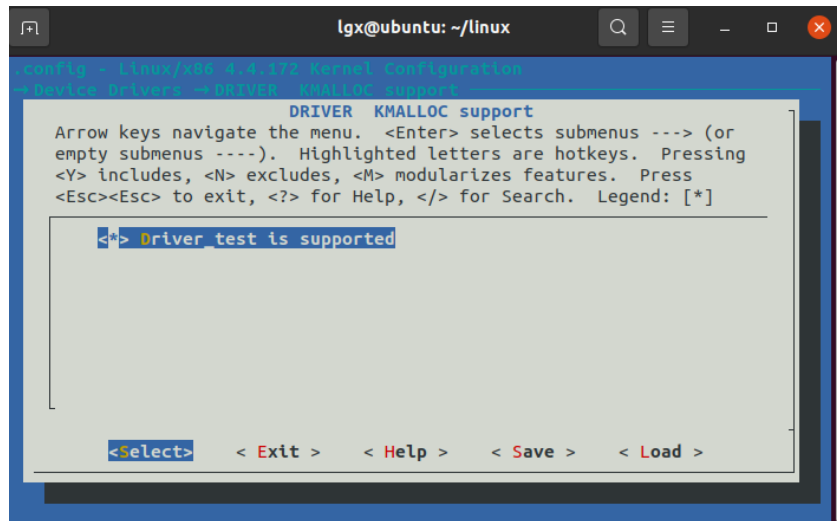 lgx@ubuntu: ~/linux
.config - Linux/x86 4.4.172 Kernel Configuration
→ Device Drivers → DRIVER  KMALLOC support
DRIVER  KMALLOC support
Arrow keys navigate the menu.  <Enter> selects submenus ---> (or
empty submenus ----).  Highlighted letters are hotkeys.  Pressing
<Y> includes, <N> excludes, <M> modularizes features.  Press
<Esc><Esc> to exit, <?> for Help, </> for Search.  Legend: [*]
<*> Driver_test is supported
<Select>    < Exit >    < Help >    < Save >    < Load >